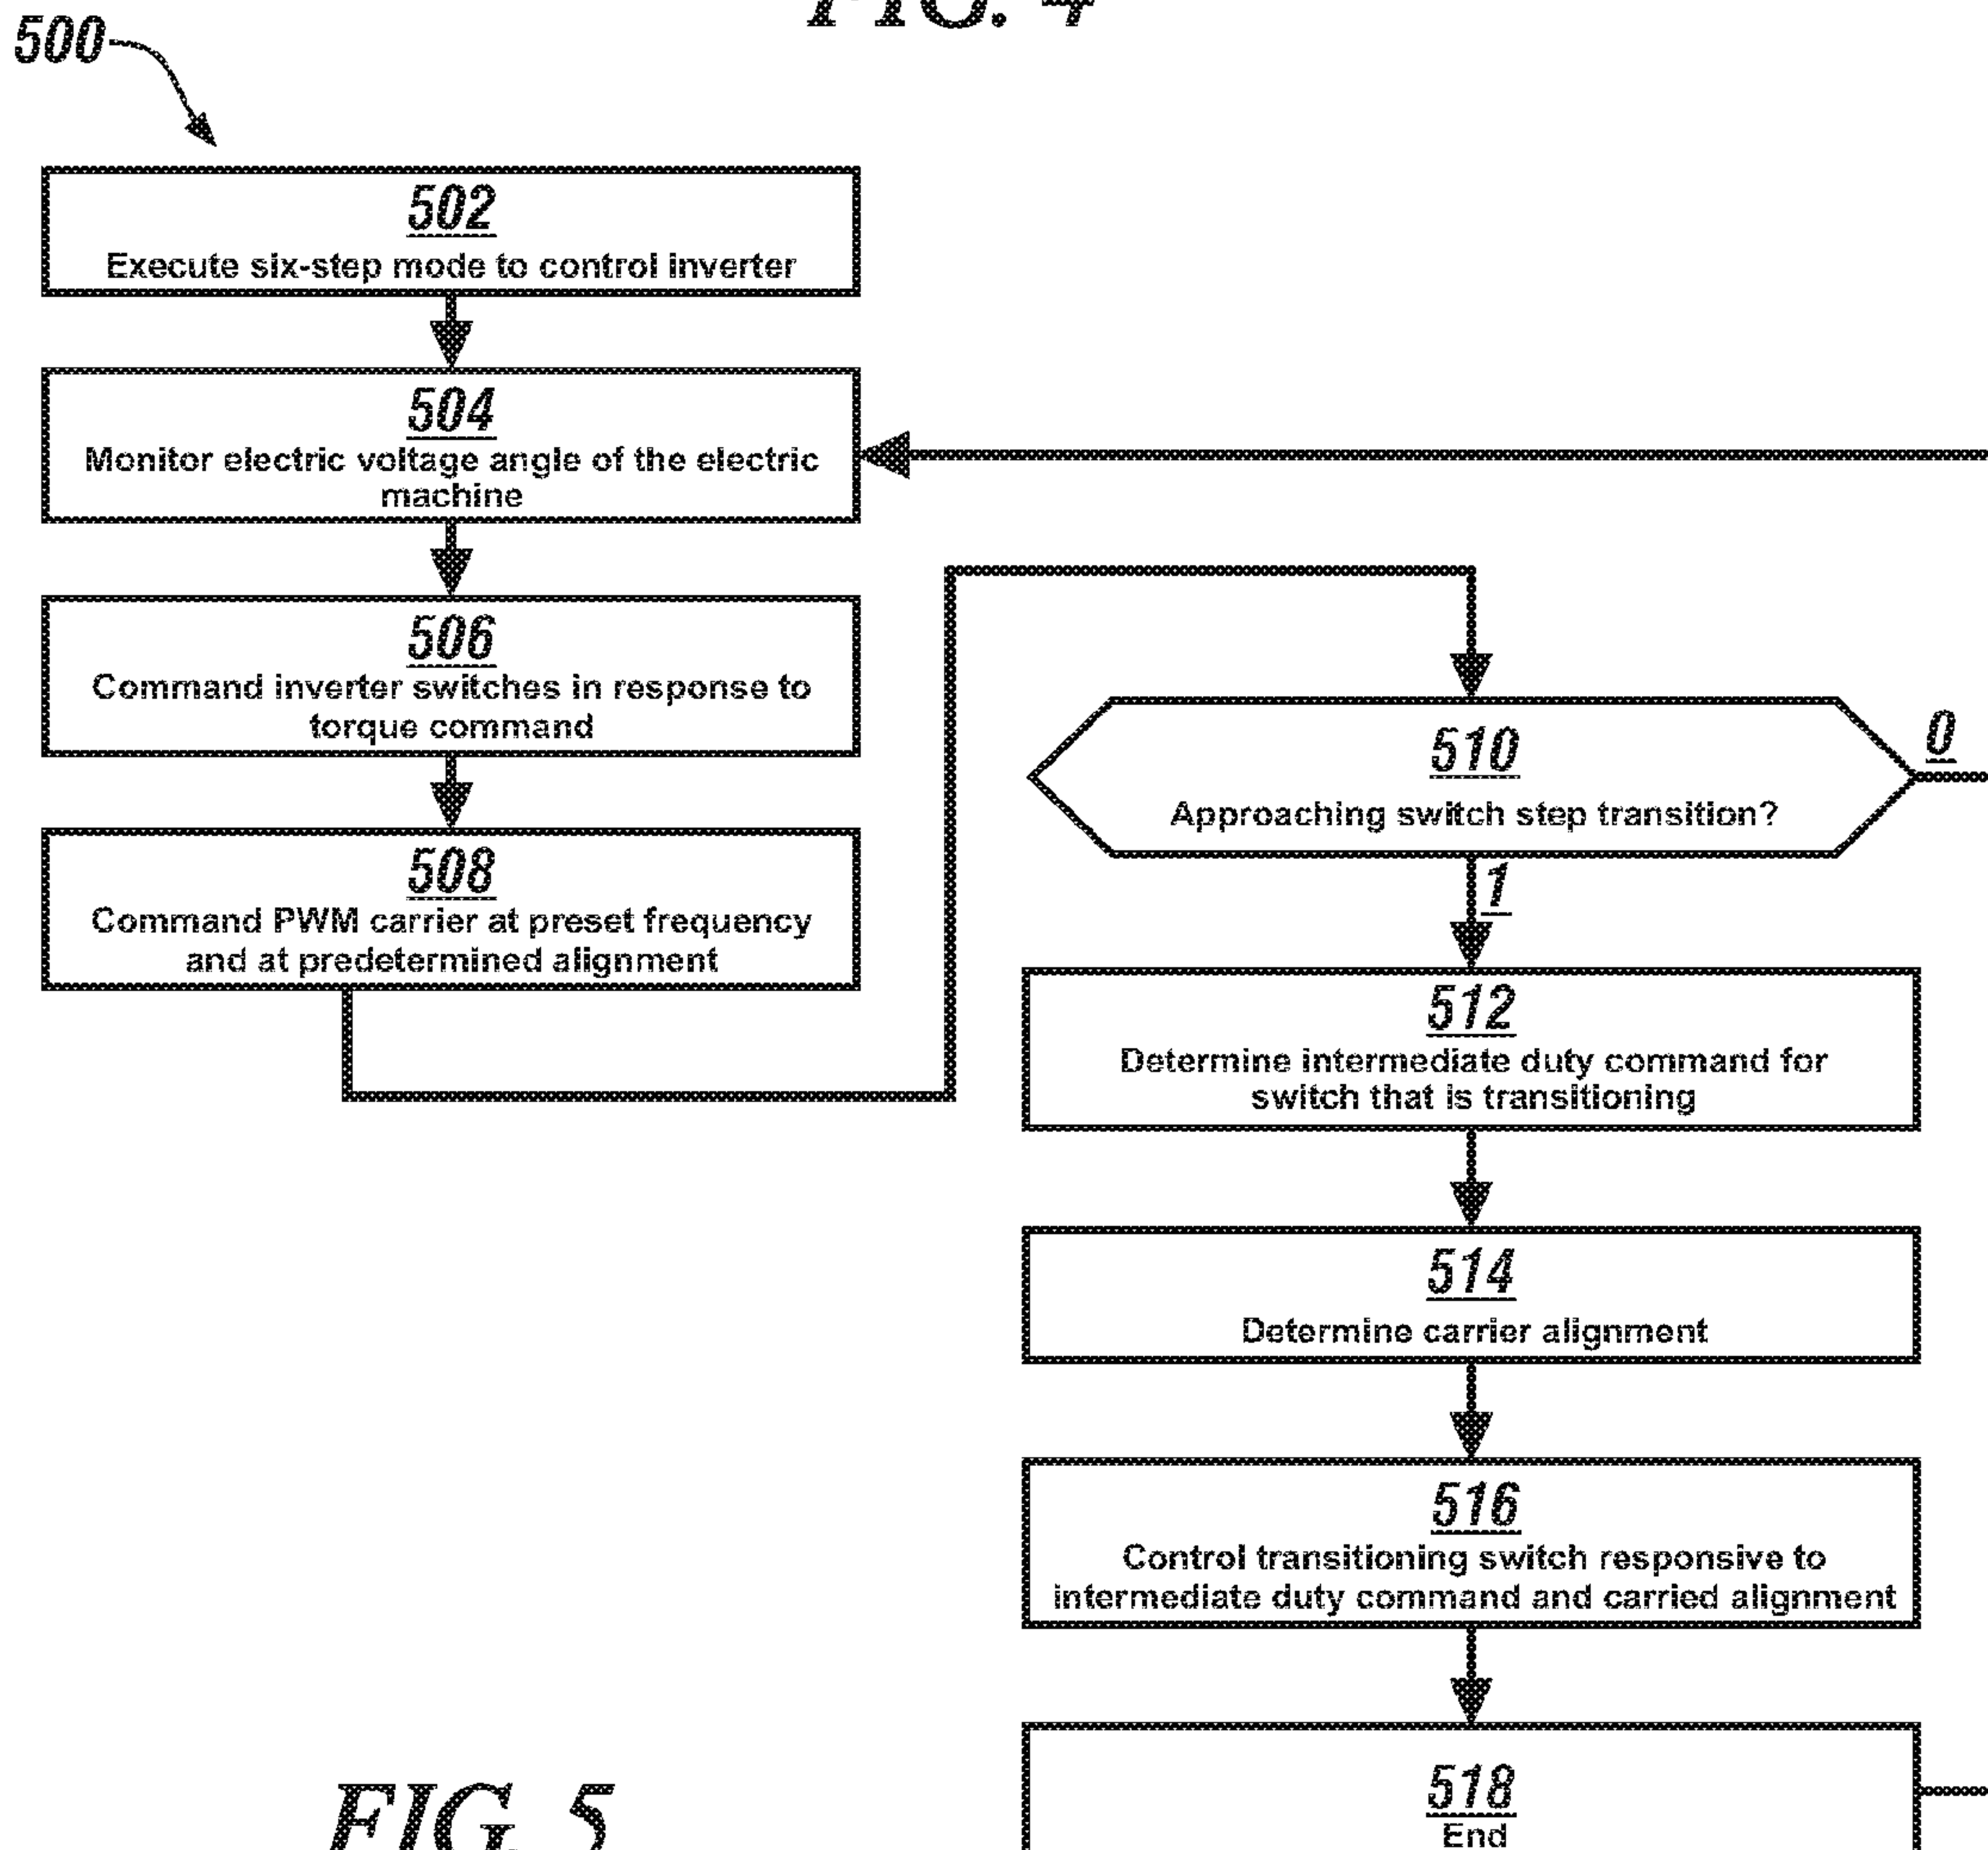 FIG. 4
500
502
Execute six-step mode to control inverter
504
Monitor electric voltage angle of the electric
machine
506
Command inverter switches in response to
torque command
508
Command PWM carrier at preset frequency
and at predetermined alignment
510
Approaching switch step transition?
0
1
512
Determine intermediate duty command for
switch that is transitioning
514
Determine carrier alignment
516
Control transitioning switch responsive to
intermediate duty command and carried alignment
518
End
FIG. 5